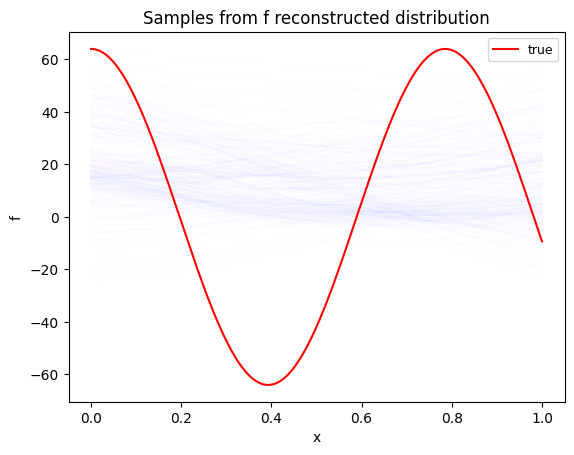 Samples from f reconstructed distribution
true
60
40
20
0
−20
−40
−60
f
0.0 0.2 0.4 0.6 0.8 1.0
x